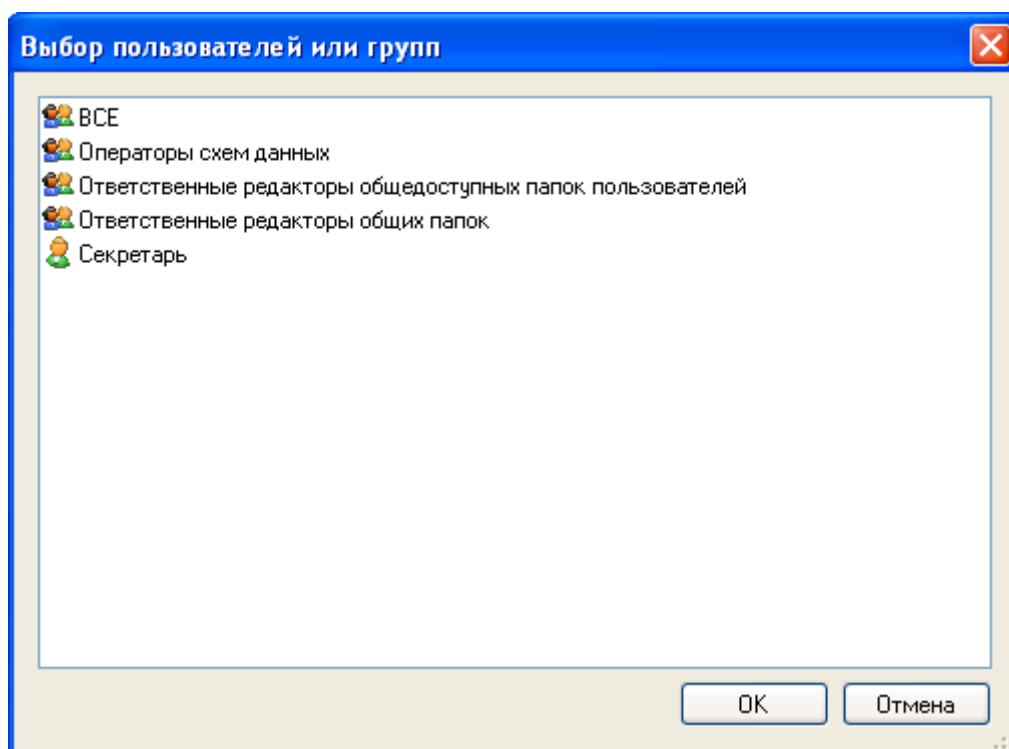 Выбор пользователей или групп
ВСЕ
Операторы схем данных
Ответственные редакторы общедоступных папок пользователей
Ответственные редакторы общих папок
Секретарь
OK
Отмена